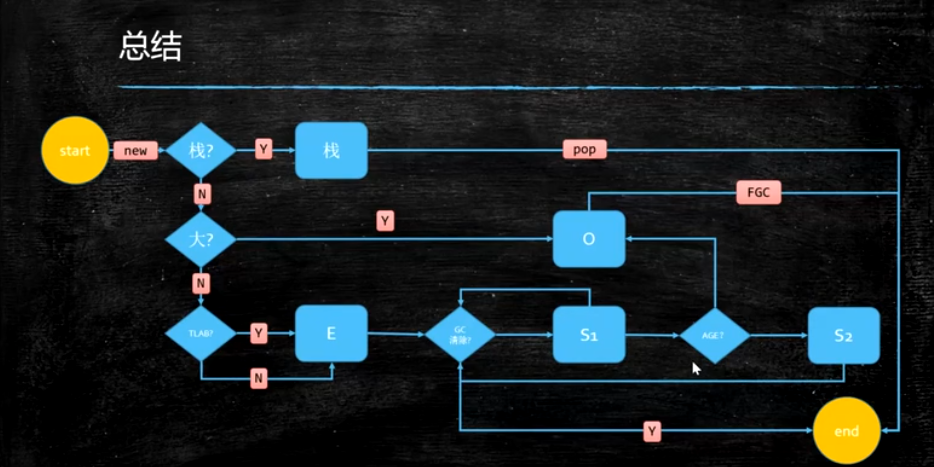 总结
start
new
栈?
Y
栈
pop
N
FGC
大?
Y
O
N
TLAB?
Y
E
GC
清除?
S1
AGE?
S2
N
Y
end